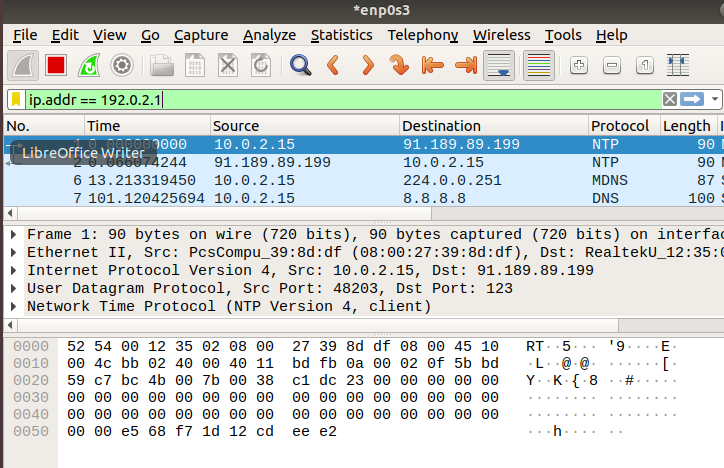 *enp0s3
File Edit View Go Capture Analyze Statistics Telephony Wireless Tools Help
ip.addr == 192.0.2.1
No. Time Source Destination Protocol Length
1 0.000000000 10.0.2.15 91.189.89.199 NTP 90
LibreOffice Writer
2 0.066074244 91.189.89.199 10.0.2.15 NTP 90
6 13.213319450 10.0.2.15 224.0.0.251 MDNS 87
7 101.120425694 10.0.2.15 8.8.8.8 DNS 100
Frame 1: 90 bytes on wire (720 bits), 90 bytes captured (720 bits) on interfac
Ethernet II, Src: PcsCompu_39:8d:df (08:00:27:39:8d:df), Dst: RealtekU_12:35:0
Internet Protocol Version 4, Src: 10.0.2.15, Dst: 91.189.89.199
User Datagram Protocol, Src Port: 48203, Dst Port: 123
Network Time Protocol (NTP Version 4, client)
0000 52 54 00 12 35 02 08 00 27 39 8d df 08 00 45 10 RT··5··· '9····E·
0010 00 4c bb 02 40 00 40 11 bd fb 0a 00 02 0f 5b bd ·L··@·@· ······[·
0020 59 c7 bc 4b 00 7b 00 38 c1 dc 23 00 00 00 00 00 Y··K·{·8 ··#·····
0030 00 00 00 00 00 00 00 00 00 00 00 00 00 00 00 00 ········ ········
0040 00 00 00 00 00 00 00 00 00 00 00 00 00 00 00 00 ········ ········
0050 00 00 e5 68 f7 1d 12 cd ee e2 ···h···· ··